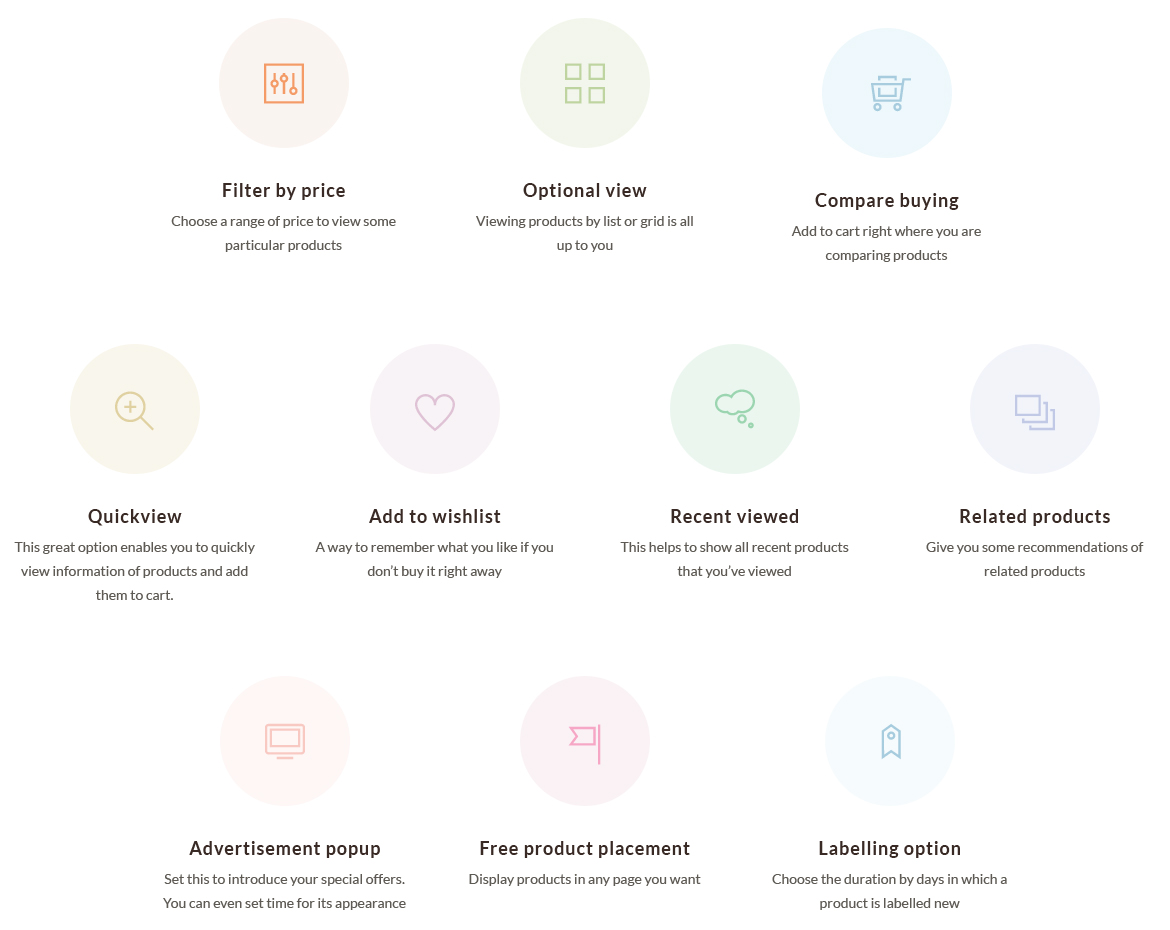 Filter by price
Choose a range of price to view some
particular products
Optional view
Viewing products by list or grid is all
up to you
Compare buying
Add to cart right where you are
comparing products
Quickview
This great option enables you to quickly
view information of products and add
them to cart.
Add to wishlist
A way to remember what you like if you
don’t buy it right away
Recent viewed
This helps to show all recent products
that you’ve viewed
Related products
Give you some recommendations of
related products
Advertisement popup
Set this to introduce your special offers.
You can even set time for its appearance
Free product placement
Display products in any page you want
Labelling option
Choose the duration by days in which a
product is labelled new